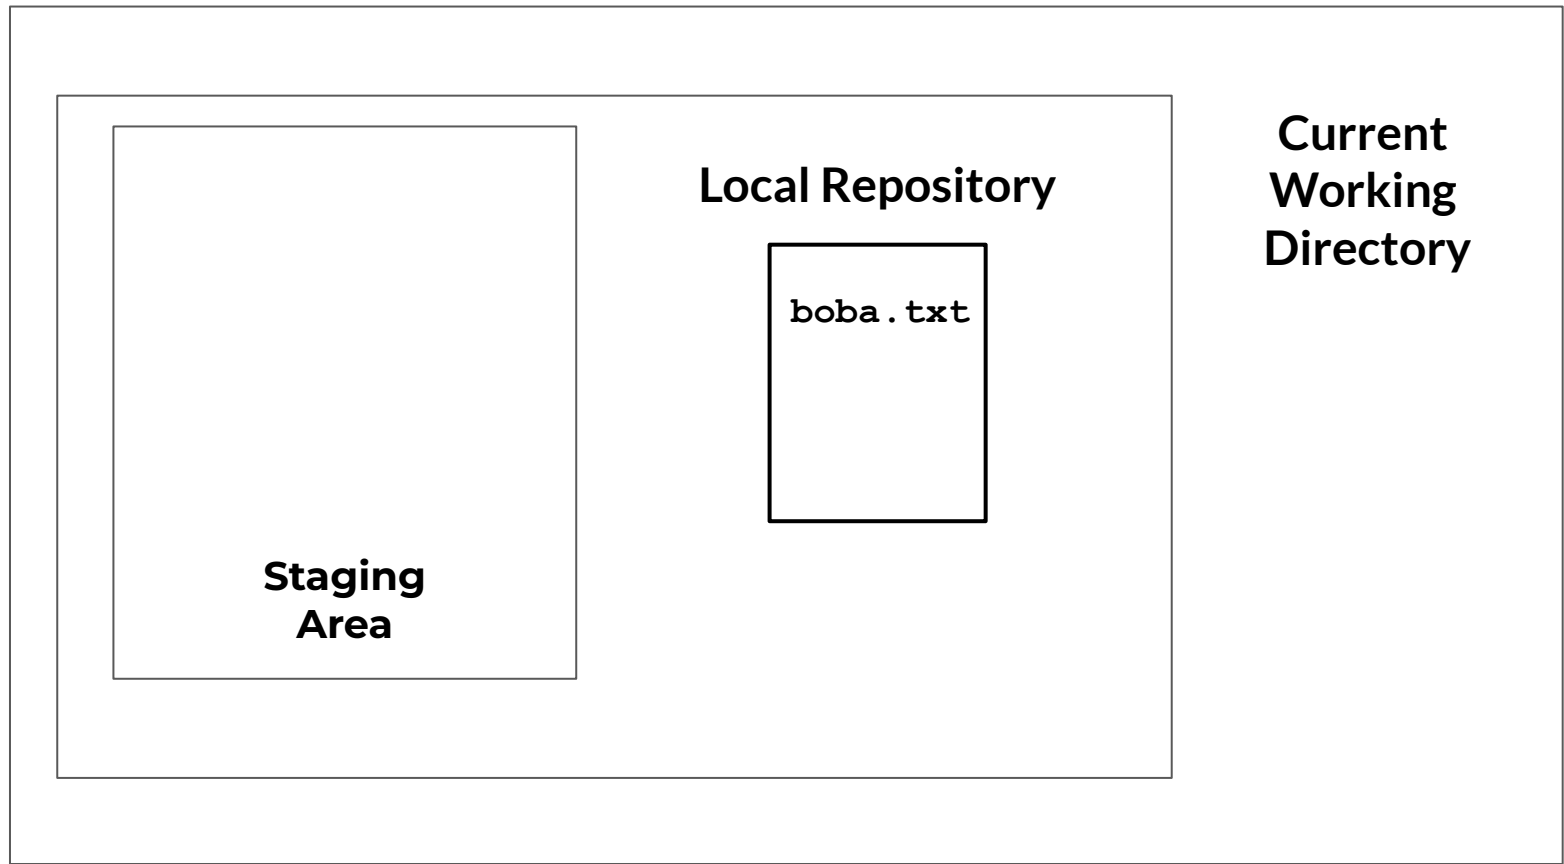 Current
Working
Directory
Local Repository
boba.txt
Staging
Area